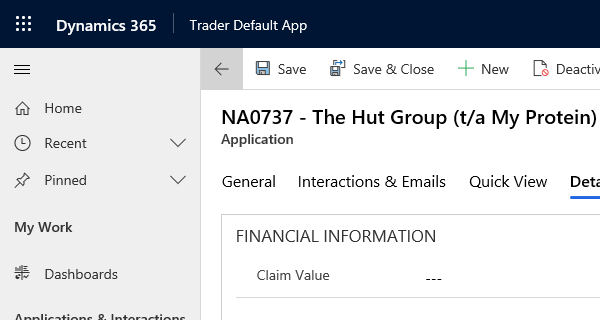 Dynamics 365 Trader Default App
Save Save & Close New Deactiv
Home
Recent
Pinned
My Work
Dashboards
Applications & Interactions
NA0737 - The Hut Group (t/a My Protein)
Application
General Interactions & Emails Quick View Deta
FINANCIAL INFORMATION
Claim Value ---